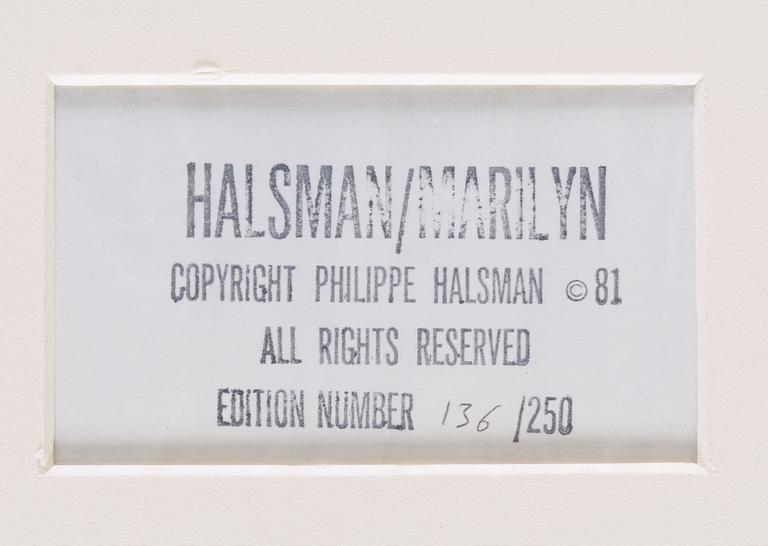 HALSMAN/MARILYN
COPYRIGHT PHILIPPE HALSMAN © 81
ALL RIGHTS RESERVED
EDITION NUMBER 136 /250